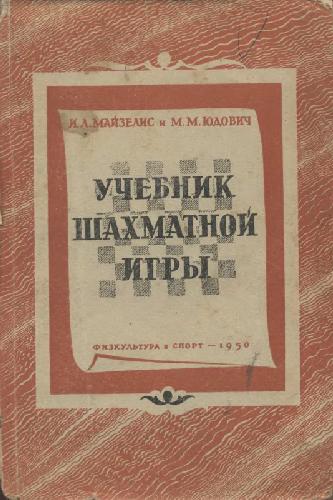 И. Л. МАЙЗЕЛИС и М. М. ЮДОВИЧ
УЧЕБНИК
ШАХМАТНОЙ
ИГРЫ
ФИЗКУЛЬТУРА и СПОРТ — 1950